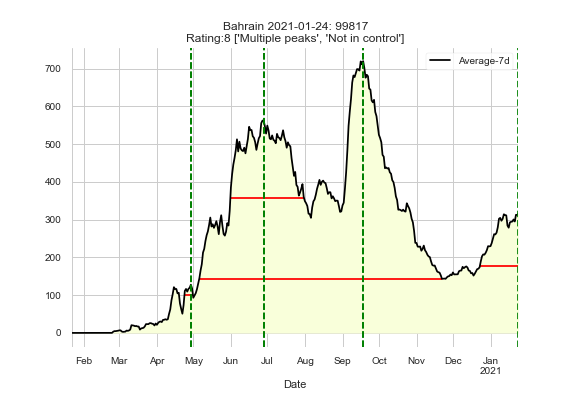 Bahrain 2021-01-24: 99817
Rating:8 ['Multiple peaks', 'Not in control']
Average-7d
700
600
500
400
300
200
100
0
Feb Mar Apr May Jun Jul Aug Sep Oct Nov Dec Jan
2021
Date